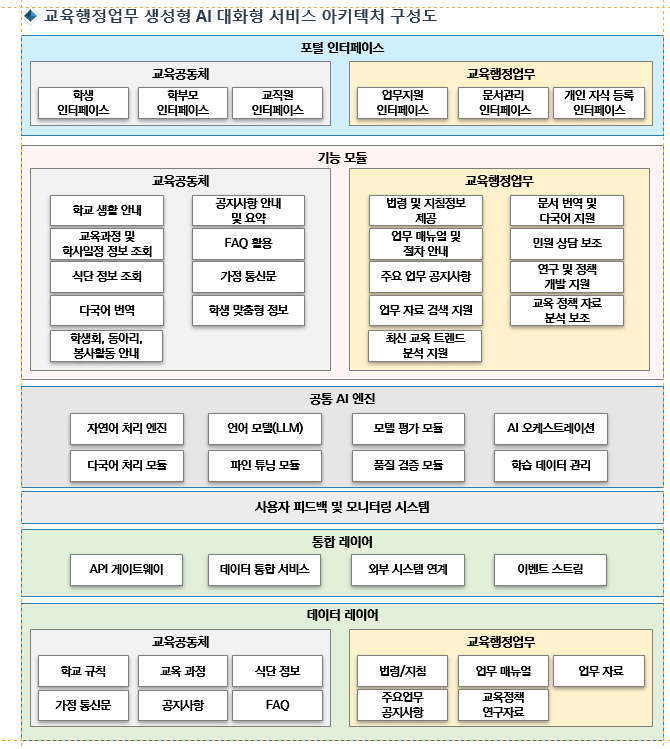 교육행정업무 생성형 AI 대화형 서비스 아키텍처 구성도
포털 인터페이스
교육공동체
학생
인터페이스
학부모
인터페이스
교직원
인터페이스
교육행정업무
업무지원
인터페이스
문서관리
인터페이스
개인 지식 등록
인터페이스
기능 모듈
교육공동체
학교 생활 안내
공지사항 안내
및 요약
교육과정 및
학사일정 정보 조회
FAQ 활용
식단 정보 조회
가정 통신문
다국어 번역
학생 맞춤형 정보
학생회, 동아리,
봉사활동 안내
교육행정업무
법령 및 지침정보
제공
문서 번역 및
다국어 지원
업무 매뉴얼 및
절차 안내
민원 상담 보조
주요 업무 공지사항
연구 및 정책
개발 지원
업무 자료 검색 지원
교육 정책 자료
분석 보조
최신 교육 트렌드
분석 지원
공통 AI 엔진
자연어 처리 엔진
언어 모델(LLM)
모델 평가 모듈
AI 오케스트레이션
다국어 처리 모듈
파인 튜닝 모듈
품질 검증 모듈
학습 데이터 관리
사용자 피드백 및 모니터링 시스템
통합 레이어
API 게이트웨이
데이터 통합 서비스
외부 시스템 연계
이벤트 스트림
데이터 레이어
교육공동체
학교 규칙
교육 과정
식단 정보
가정 통신문
공지사항
FAQ
교육행정업무
법령/지침
업무 매뉴얼
업무 자료
주요업무
공지사항
교육정책
연구자료